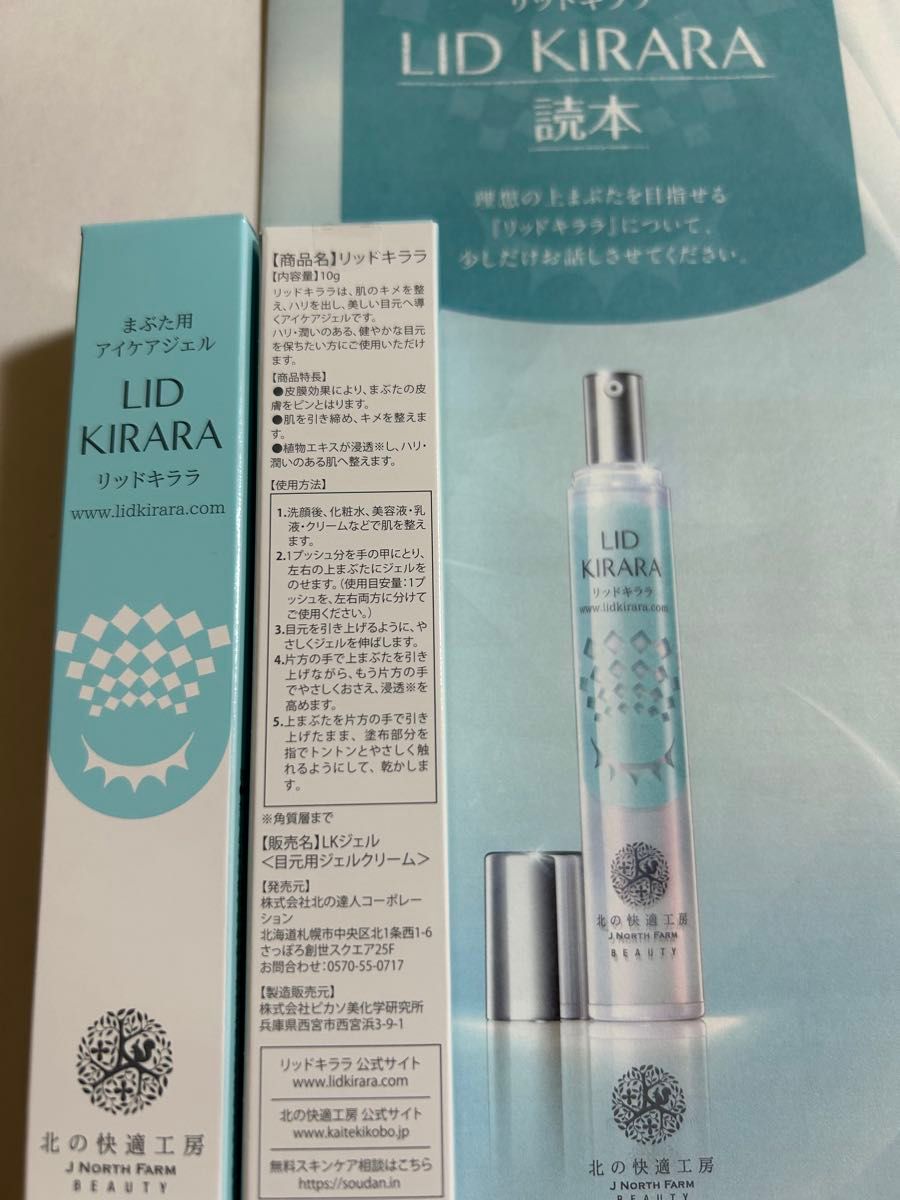 リッドキララ
LID KIRARA
読本
理想の上まぶたを目指せる
『リッドキララ』について、
少しだけお話しさせてください。
まぶた用
アイケアジェル
LID
KIRARA
リッドキララ
www.lidkirara.com
北の快適工房
J NORTH FARM
BEAUTY
【商品名】リッドキララ
【内容量】10g
リッドキララは、肌のキメを整
え、ハリを出し、美しい目元へ導
くアイケアジェルです。
ハリ・潤いのある、健やかな目元
を保ちたい方にご使用いただけ
ます。
【商品特長】
●皮膜効果により、まぶたの皮
膚をピンとはります。
●肌を引き締め、キメを整えま
す。
●植物エキスが浸透※し、ハリ・
潤いのある肌へ整えます。
【使用方法】
1.洗顔後、化粧水、美容液・乳
液・クリームなどで肌を整え
ます。
2.1プッシュ分を手の甲にとり、
左右の上まぶたにジェルを
のせます。(使用目安量:1プ
ッシュを、左右両方に分けて
ご使用ください。)
3.目元を引き上げるように、や
さしくジェルを伸ばします。
4.片方の手で上まぶたを引き
上げながら、もう片方の手
でやさしくおさえ、浸透※を
高めます。
5.上まぶたを片方の手で引き
上げたまま、塗布部分を
指でトントンとやさしく触
れるようにして、乾かしま
す。
※角質層まで
【販売名】LKジェル
＜目元用ジェルクリーム＞
【発売元】
株式会社北の達人コーポレー
ション
北海道札幌市中央区北1条西1-6
さっぽろ創世スクエア25F
お問合わせ:0570-55-0717
【製造販売元】
株式会社ピカソ美化学研究所
兵庫県西宮市西宮浜3-9-1
リッドキララ 公式サイト
www.lidkirara.com
北の快適工房 公式サイト
www.kaitekikobo.jp
無料スキンケア相談はこちら
https://soudan.in
LID
KIRARA
リッドキララ
www.lidkirara.com
北の快適工房
J NORTH FARM
BEAUTY
北の快適工房
J NORTH FARM
BEAUTY